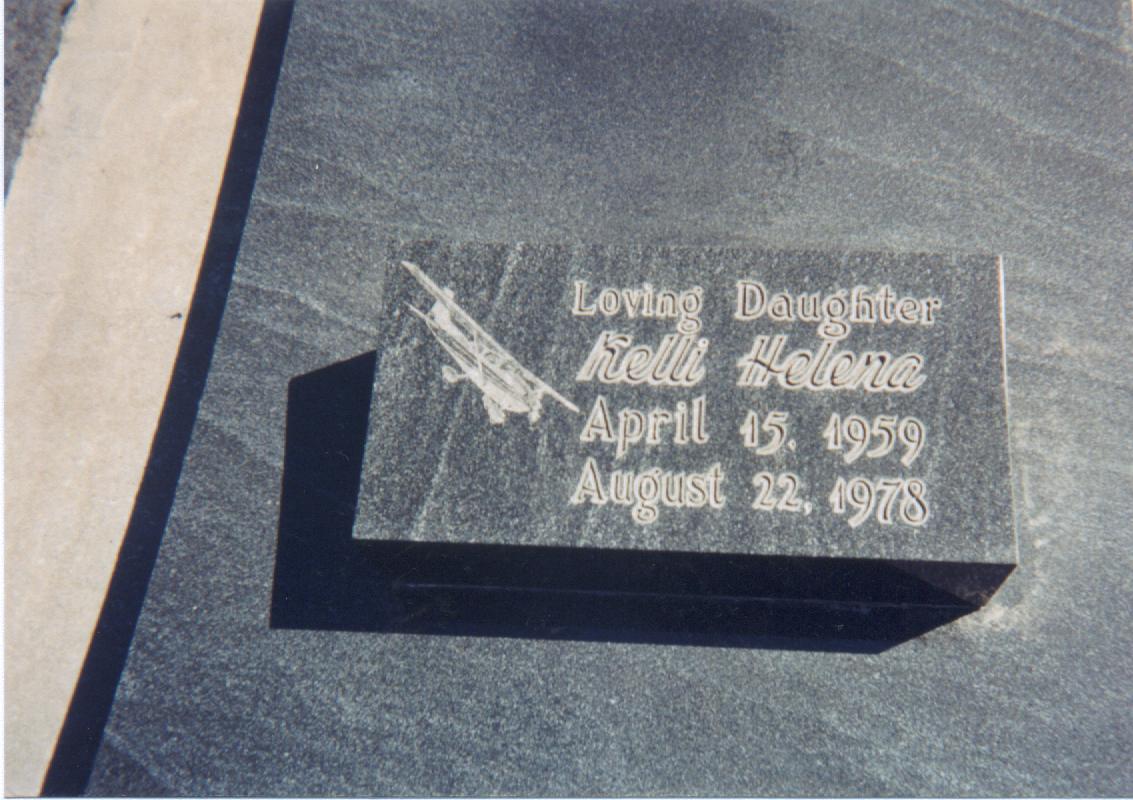 Loving Daughter
Kelli Helena
April 15, 1959
August 22, 1978